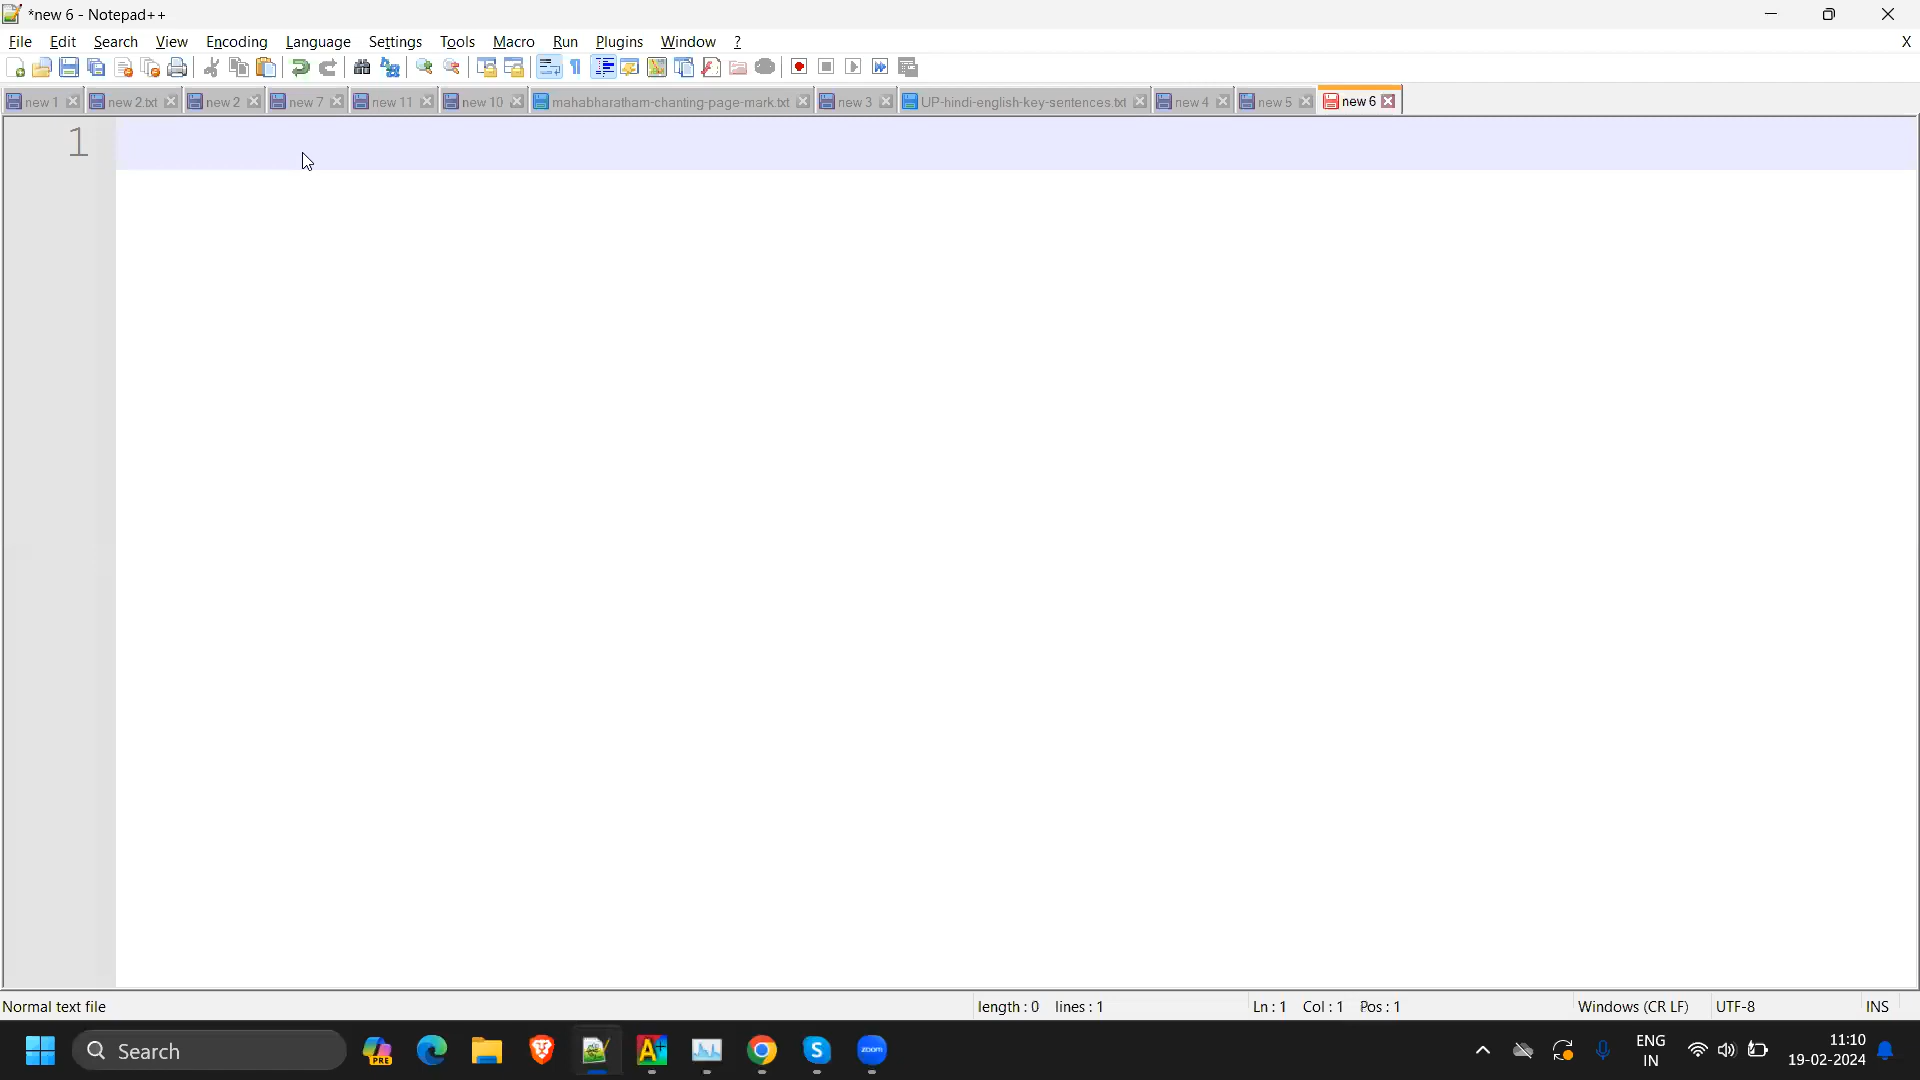 *new 6 - Notepad++
File Edit Search View Encoding Language Settings Tools Macro Run Plugins Window ? X
new 1 new 2.txt new 2 new 7 new 11 new 10 mahabharatham-chanting-page-mark.txt new 3 UP-hindi-english-key-sentences.txt new 4 new 5 new 6
1
Normal text file length : 0 lines : 1 Ln : 1 Col : 1 Pos : 1 Windows (CR LF) UTF-8 INS
Search PRE S zoom ENG IN 11:10 19-02-2024